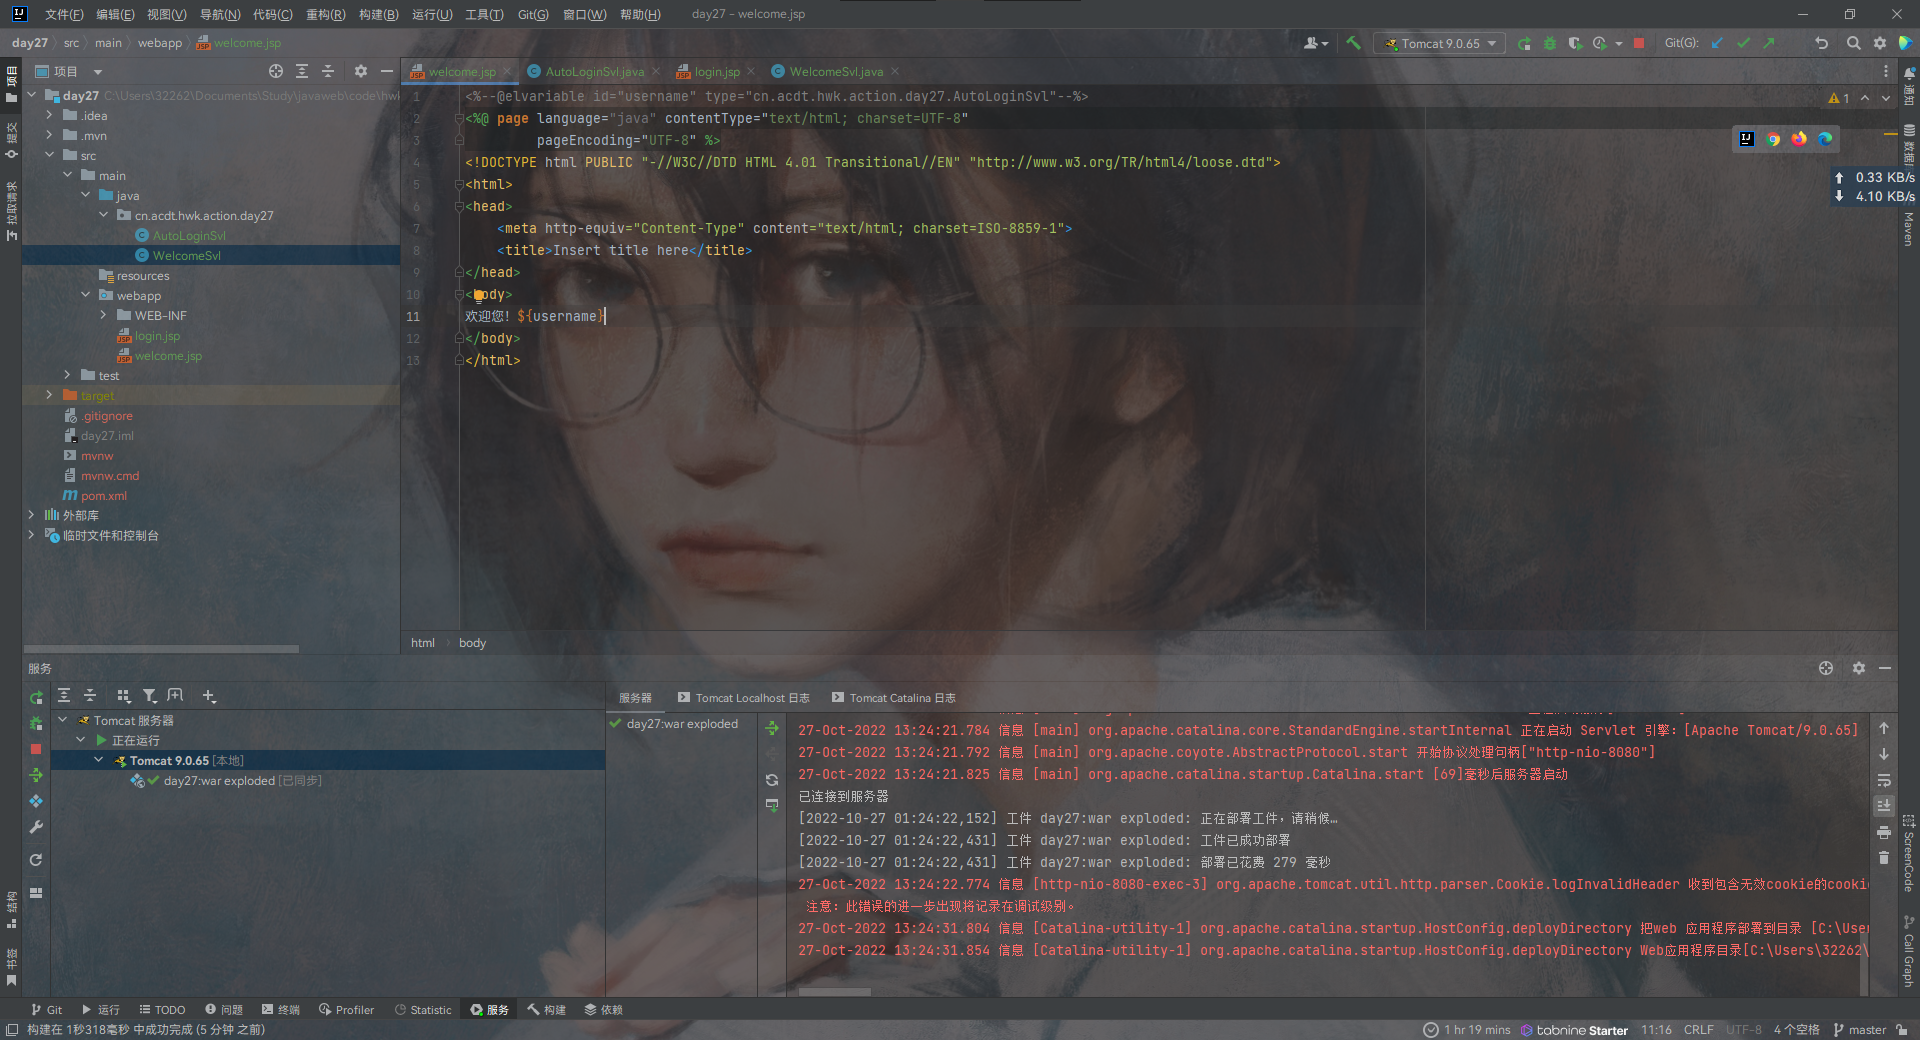 文件(F) 编辑(E) 视图(V) 导航(N) 代码(C) 重构(R) 构建(B) 运行(U) 工具(T) Git(G) 窗口(W) 帮助(H) day27 - welcome.jsp
day27 src main webapp welcome.jsp Tomcat 9.0.65 Git(G):
项目 welcome.jsp AutoLoginSvl.java login.jsp WelcomeSvl.java
day27 C:\Users\32262\Documents\Study\javaweb\code\hwk
.idea
.mvn
src
main
java
cn.acdt.hwk.action.day27
AutoLoginSvl
WelcomeSvl
resources
webapp
WEB-INF
login.jsp
welcome.jsp
test
target
.gitignore
day27.iml
mvnw
mvnw.cmd
pom.xml
外部库
临时文件和控制台
项目
提交
拉取请求
结构
书签
1 <%--@elvariable id="username" type="cn.acdt.hwk.action.day27.AutoLoginSvl"--%>
2 <%@ page language="java" contentType="text/html; charset=UTF-8"
3 pageEncoding="UTF-8" %>
4 <!DOCTYPE html PUBLIC "-//W3C//DTD HTML 4.01 Transitional//EN" "http://www.w3.org/TR/html4/loose.dtd">
5 <html>
6 <head>
7 <meta http-equiv="Content-Type" content="text/html; charset=ISO-8859-1">
8 <title>Insert title here</title>
9 </head>
10 <body>
11 欢迎您! ${username}
12 </body>
13 </html>
1
通知
数据
0.33 KB/s
4.10 KB/s
Maven
ScreenCode
Call Graph
html body
服务
服务器 Tomcat Localhost 日志 Tomcat Catalina 日志
Tomcat 服务器
正在运行
Tomcat 9.0.65 [本地]
day27:war exploded [已同步]
day27:war exploded
27-Oct-2022 13:24:21.784 信息 [main] org.apache.catalina.core.StandardEngine.startInternal 正在启动 Servlet 引擎：[Apache Tomcat/9.0.65]
27-Oct-2022 13:24:21.792 信息 [main] org.apache.coyote.AbstractProtocol.start 开始协议处理句柄["http-nio-8080"]
27-Oct-2022 13:24:21.825 信息 [main] org.apache.catalina.startup.Catalina.start [69]毫秒后服务器启动
已连接到服务器
[2022-10-27 01:24:22,152] 工件 day27:war exploded: 正在部署工件，请稍候…
[2022-10-27 01:24:22,431] 工件 day27:war exploded: 工件已成功部署
[2022-10-27 01:24:22,431] 工件 day27:war exploded: 部署已花费 279 毫秒
27-Oct-2022 13:24:22.774 信息 [http-nio-8080-exec-3] org.apache.tomcat.util.http.parser.Cookie.logInvalidHeader 收到包含无效cookie的cookie
注意：此错误的进一步出现将记录在调试级别。
27-Oct-2022 13:24:31.804 信息 [Catalina-utility-1] org.apache.catalina.startup.HostConfig.deployDirectory 把web 应用程序部署到目录 [C:\User
27-Oct-2022 13:24:31.854 信息 [Catalina-utility-1] org.apache.catalina.startup.HostConfig.deployDirectory Web应用程序目录[C:\Users\32262\
Git 运行 TODO 问题 终端 Profiler Statistic 服务 构建 依赖
构建在 1秒318毫秒 中成功完成 (5 分钟 之前) 1 hr 19 mins tabnine Starter 11:16 CRLF UTF-8 4 个空格 master